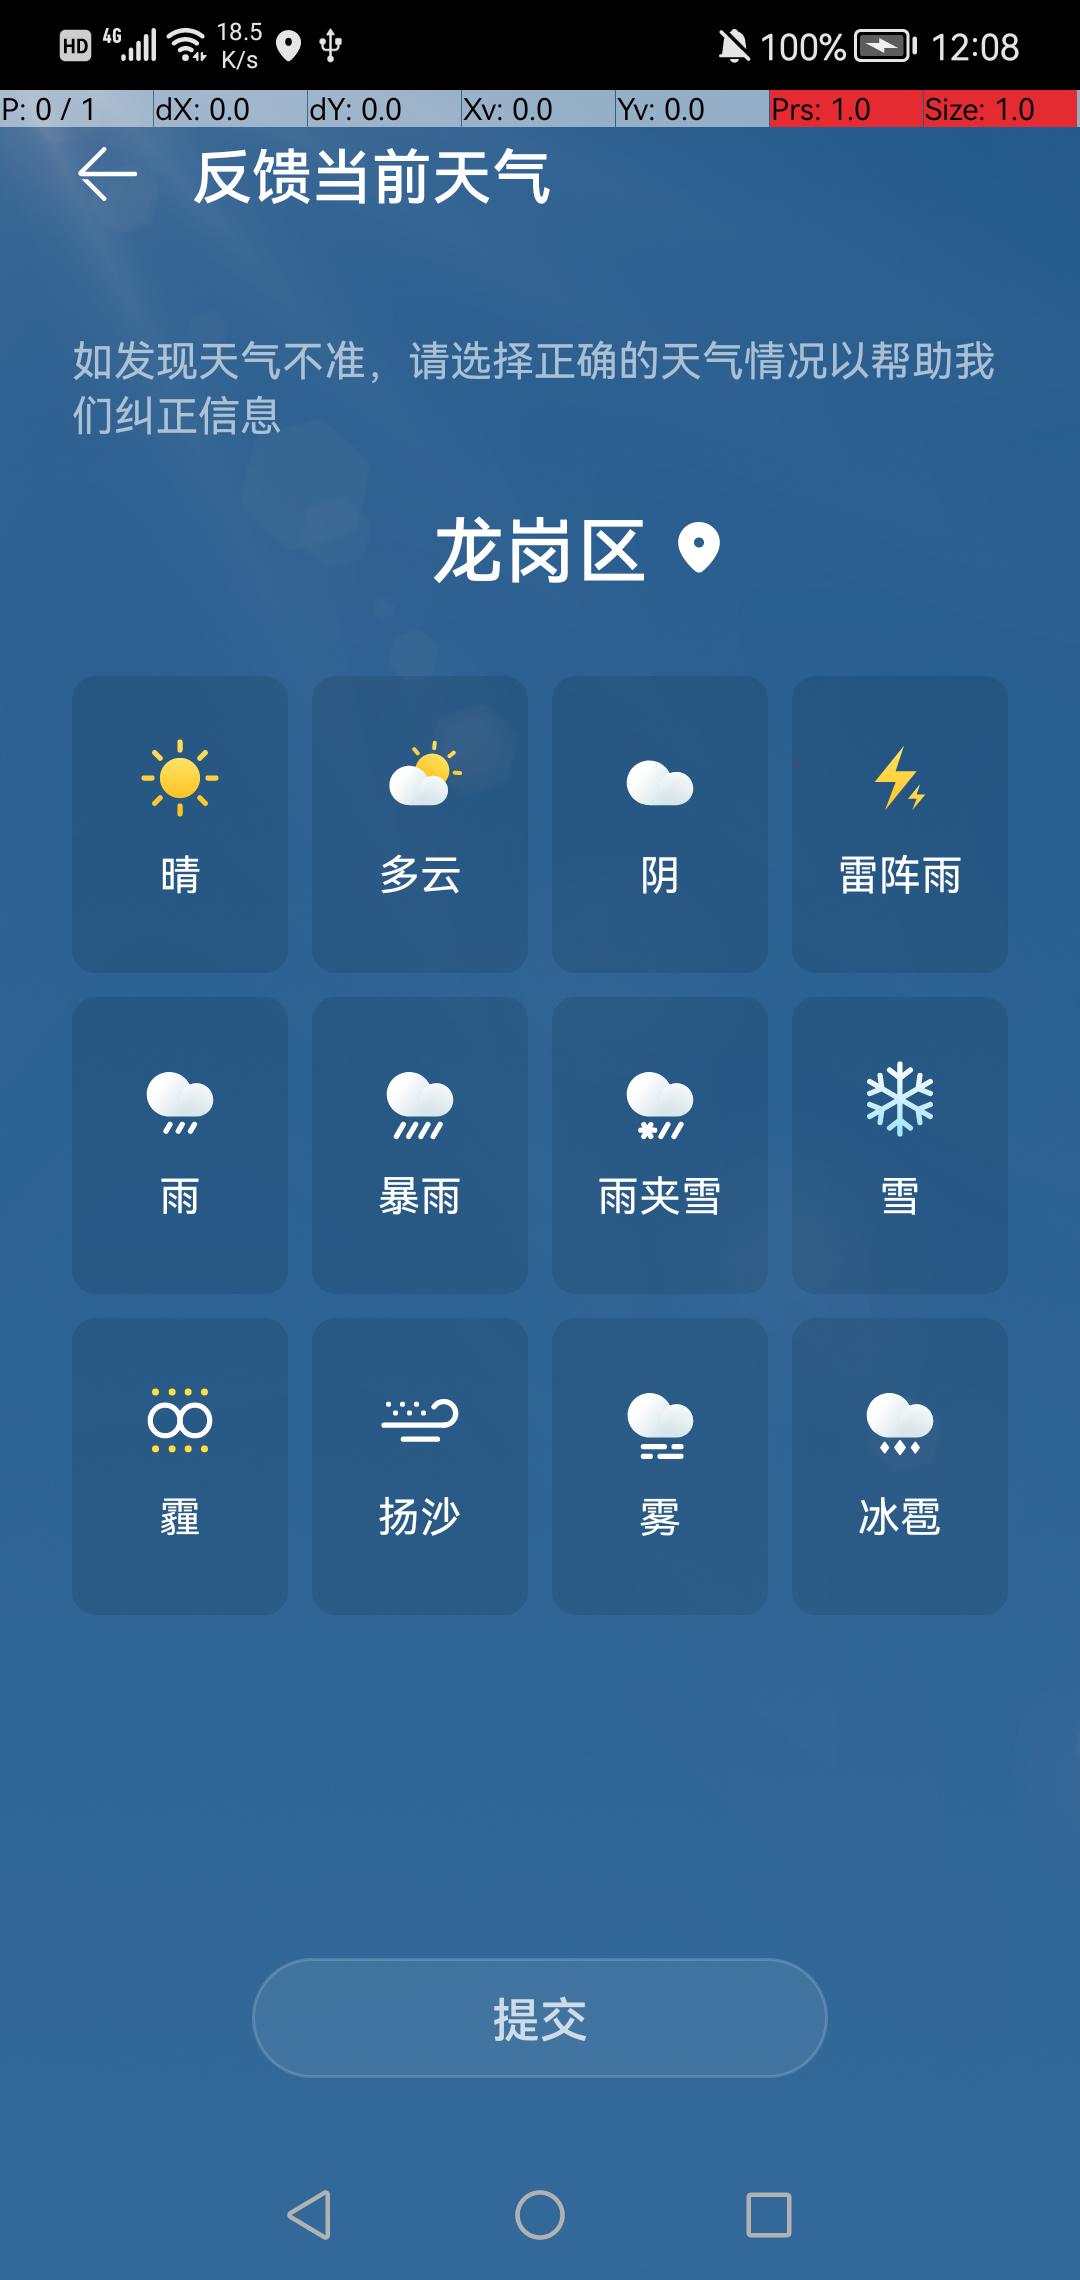 HD 4G 18.5 K/s 100% 12:08
P: 0 / 1 dX: 0.0 dY: 0.0 Xv: 0.0 Yv: 0.0 Prs: 1.0 Size: 1.0
反馈当前天气
如发现天气不准，请选择正确的天气情况以帮助我
们纠正信息
龙岗区
晴 多云 阴 雷阵雨
雨 暴雨 雨夹雪 雪
霾 扬沙 雾 冰雹
提交